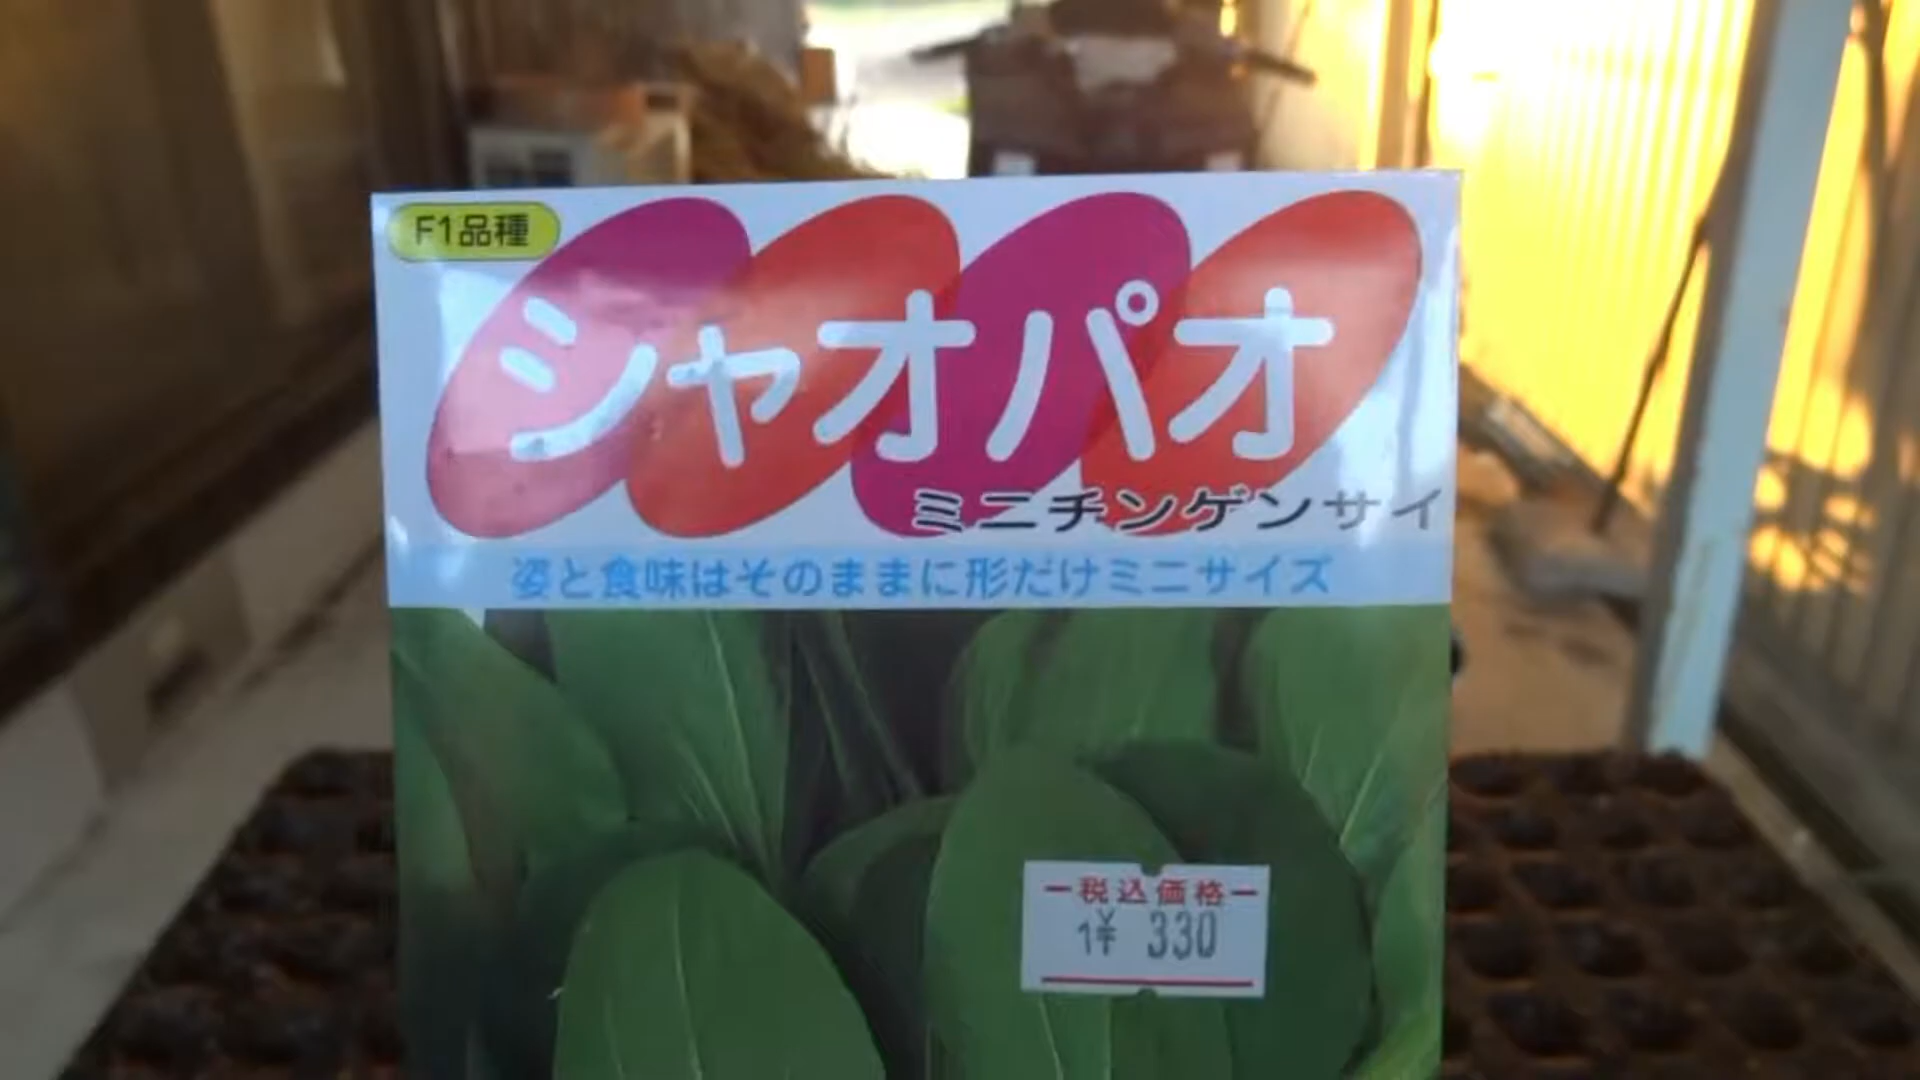 F1品種
シャオパオ
ミニチンゲンサイ
姿と食味はそのままに形だけミニサイズ
税込価格
1¥ 330